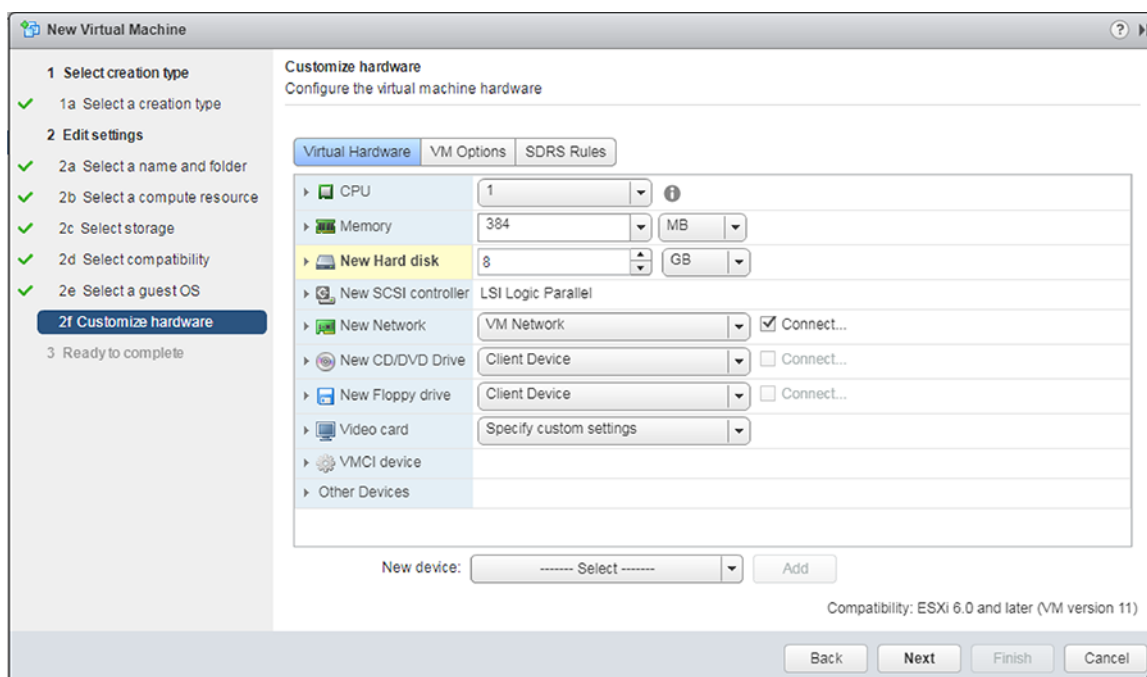 New Virtual Machine
?
1 Select creation type
1a Select a creation type
2 Edit settings
2a Select a name and folder
2b Select a compute resource
2c Select storage
2d Select compatibility
2e Select a guest OS
2f Customize hardware
3 Ready to complete
Customize hardware
Configure the virtual machine hardware
Virtual Hardware VM Options SDRS Rules
CPU 1
Memory 384 MB
New Hard disk 8 GB
New SCSI controller LSI Logic Parallel
New Network VM Network Connect...
New CD/DVD Drive Client Device Connect...
New Floppy drive Client Device Connect...
Video card Specify custom settings
VMCI device
Other Devices
New device: ------- Select ------- Add
Compatibility: ESXi 6.0 and later (VM version 11)
Back Next Finish Cancel